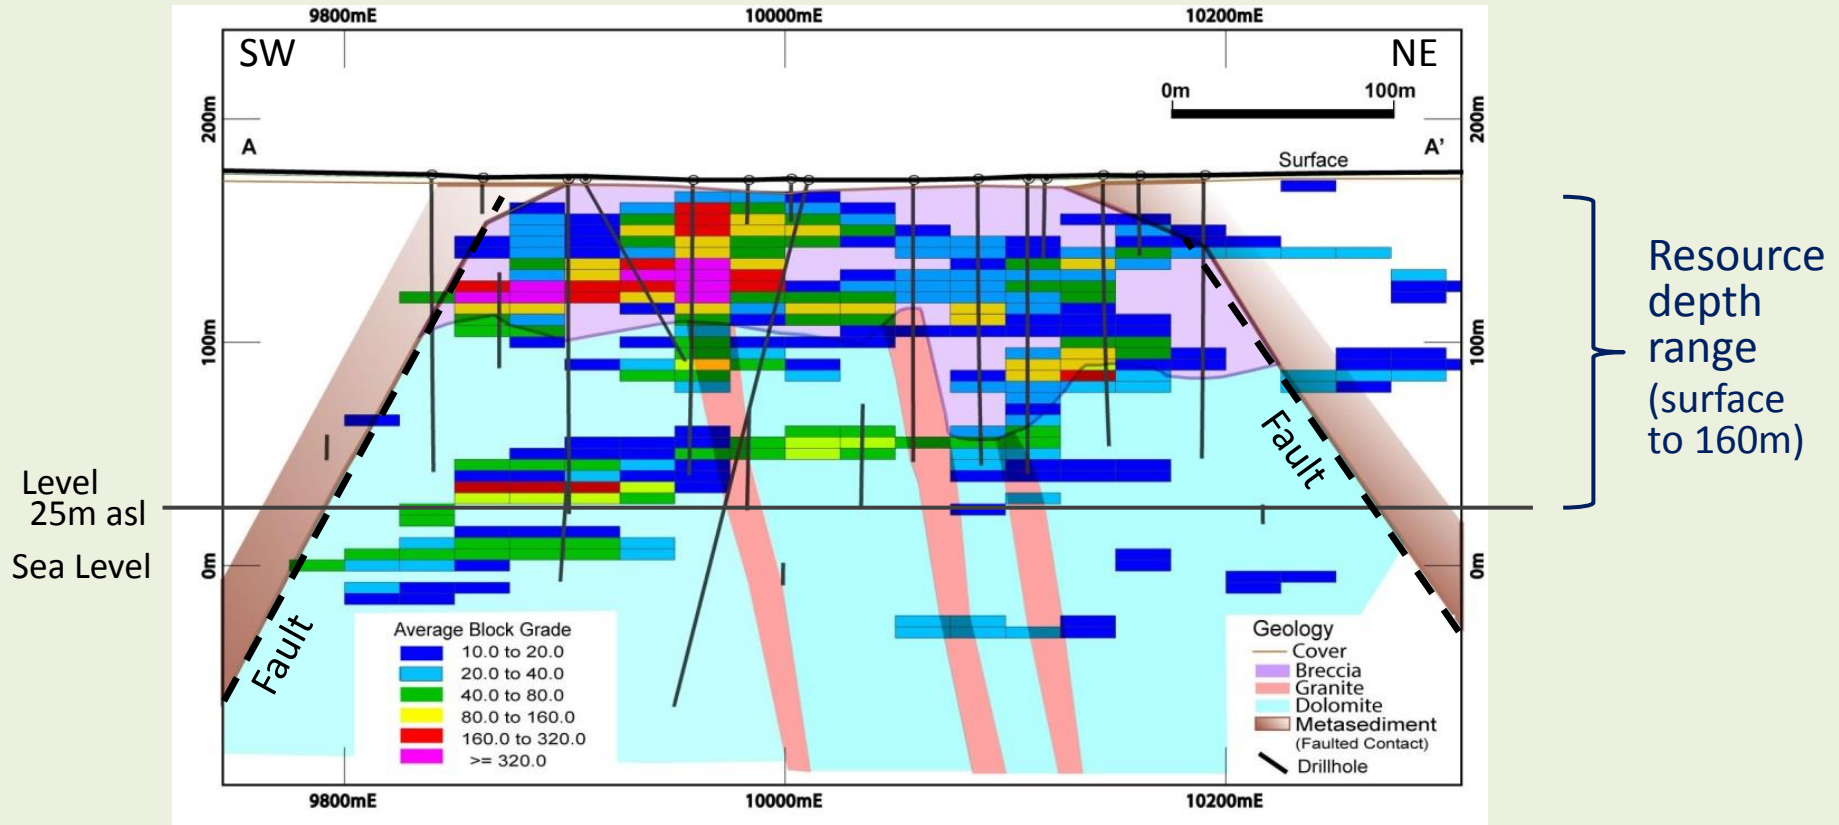 9800mE 10000mE 10200mE
SW NE
0m 100m
200m 200m
A A'
Surface
100m 100m
Resource
depth
range
(surface
to 160m)
Level
25m asl
Sea Level
0m 0m
Fault
Fault
Average Block Grade
10.0 to 20.0
20.0 to 40.0
40.0 to 80.0
80.0 to 160.0
160.0 to 320.0
>= 320.0
Geology
Cover
Breccia
Granite
Dolomite
Metasediment
(Faulted Contact)
Drillhole
9800mE 10000mE 10200mE